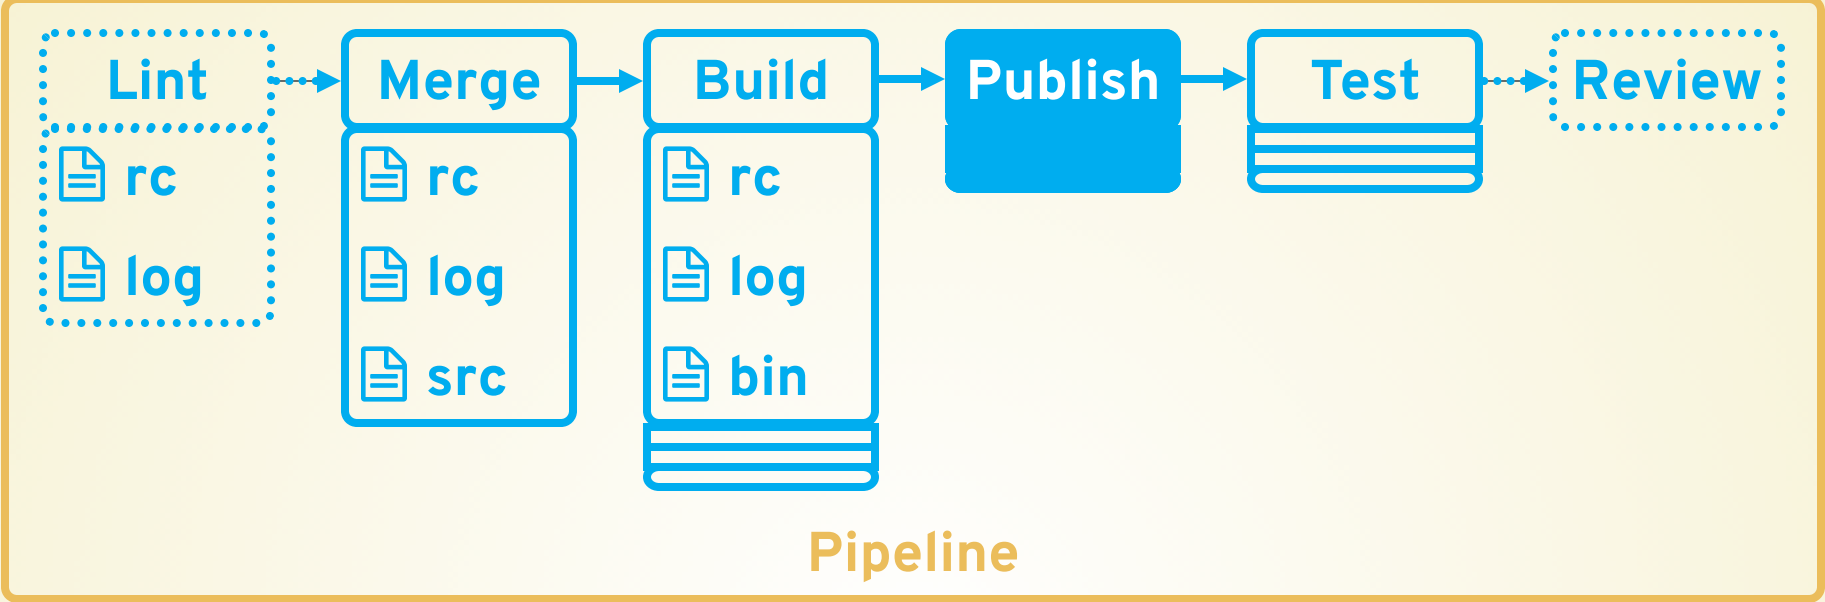 Lint
Merge
Build
Publish
Test
Review
rc
rc
rc
log
log
log
src
bin
Pipeline